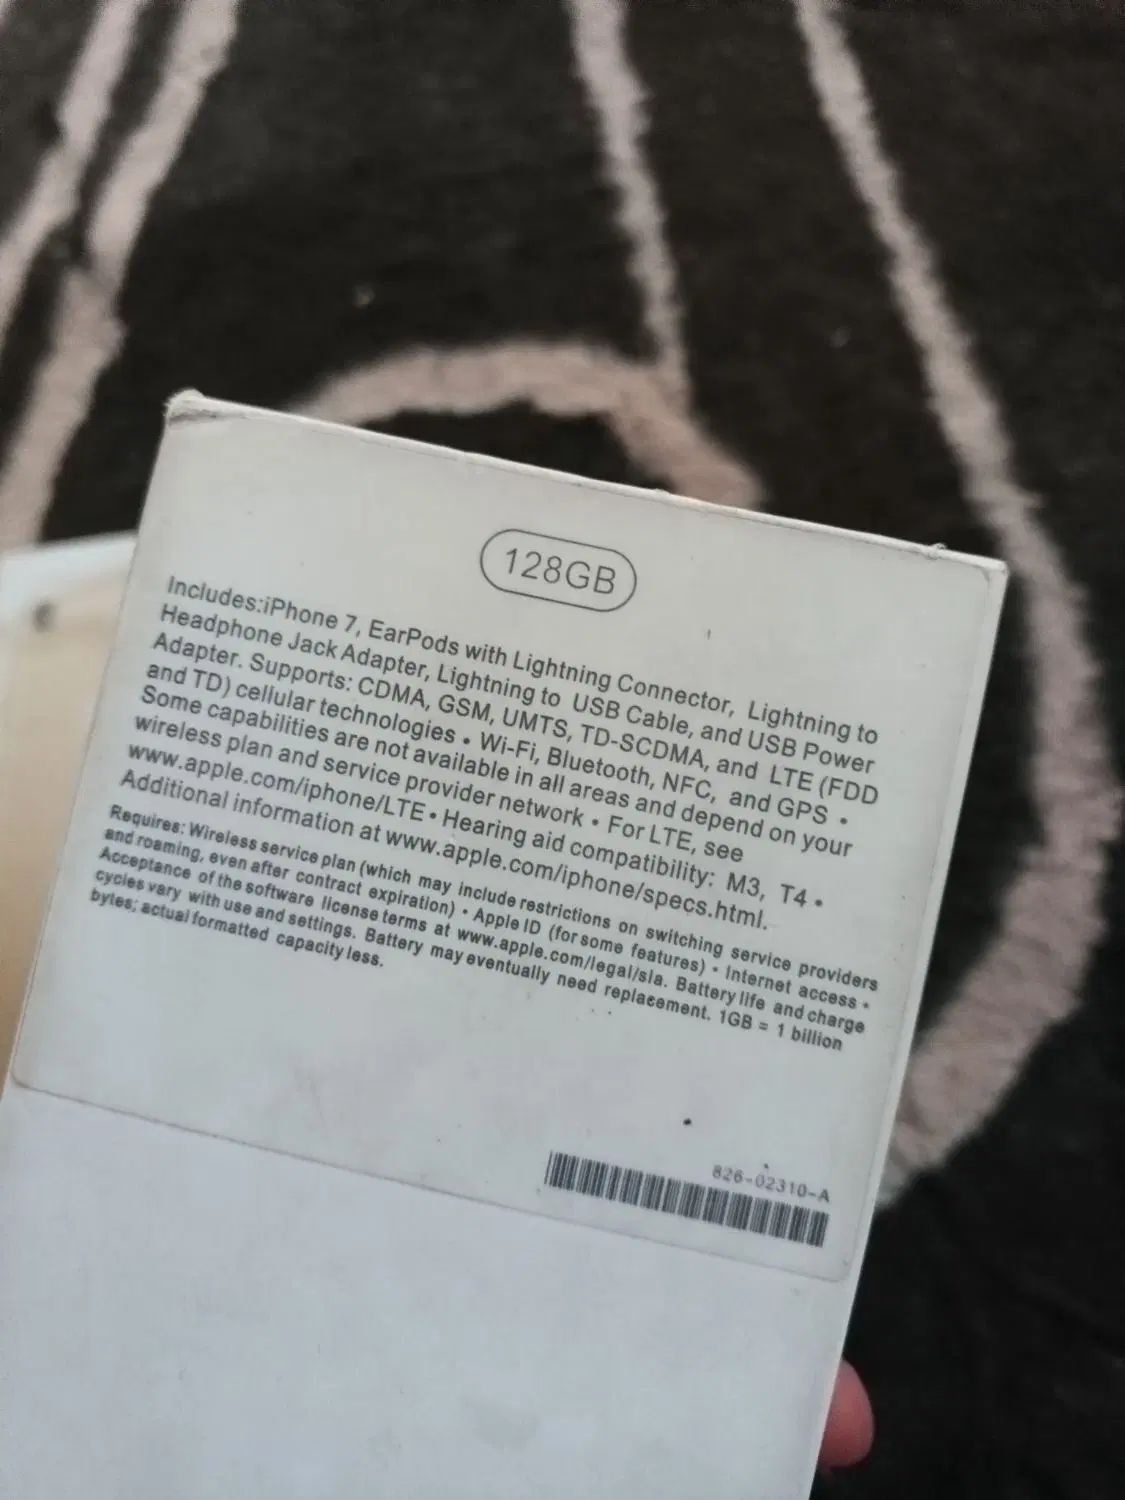 128GB
Includes:iPhone 7, EarPods with Lightning Connector, Lightning to
Headphone Jack Adapter, Lightning to USB Cable, and USB Power
Adapter. Supports: CDMA, GSM, UMTS, TD-SCDMA, and LTE (FDD
and TD) cellular technologies • Wi-Fi, Bluetooth, NFC, and GPS •
Some capabilities are not available in all areas and depend on your
wireless plan and service provider network • For LTE, see
www.apple.com/iphone/LTE • Hearing aid compatibility: M3, T4 •
Additional information at www.apple.com/iphone/specs.html.
Requires: Wireless service plan (which may include restrictions on switching service providers
and roaming, even after contract expiration) • Apple ID (for some features) • Internet access •
Acceptance of the software license terms at www.apple.com/legal/sla. Battery life and charge
cycles vary with use and settings. Battery may eventually need replacement. 1GB = 1 billion
bytes; actual formatted capacity less.
826-02310-A